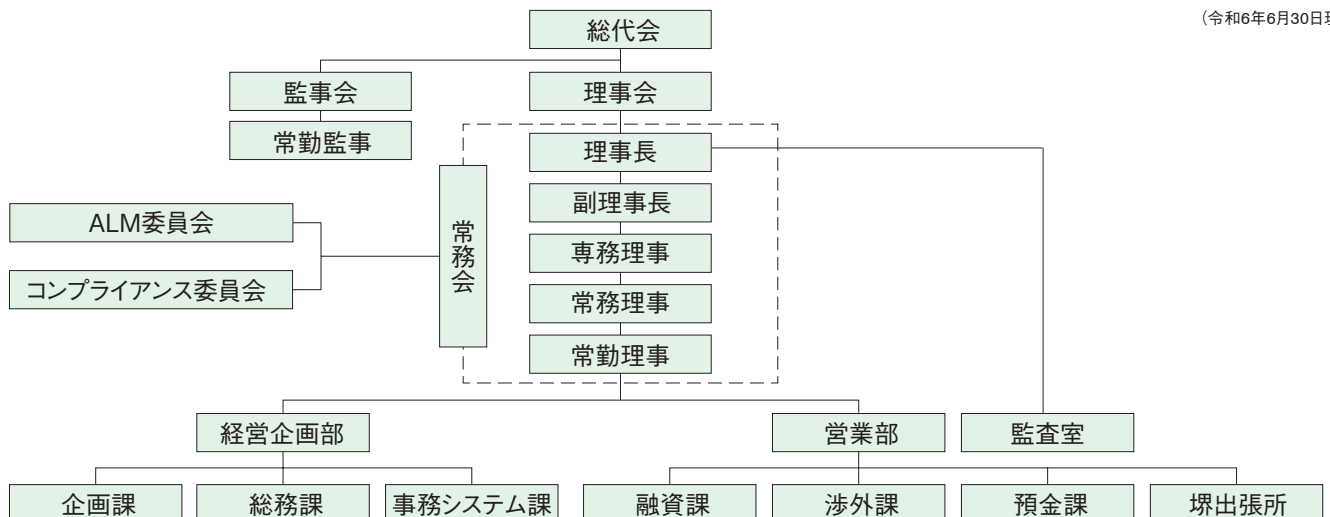 (令和6年6月30日現
総代会
監事会
理事会
常勤監事
理事長
副理事長
専務理事
常務理事
常勤理事
常務会
ALM委員会
コンプライアンス委員会
経営企画部
営業部
監査室
企画課
総務課
事務システム課
融資課
渉外課
預金課
堺出張所